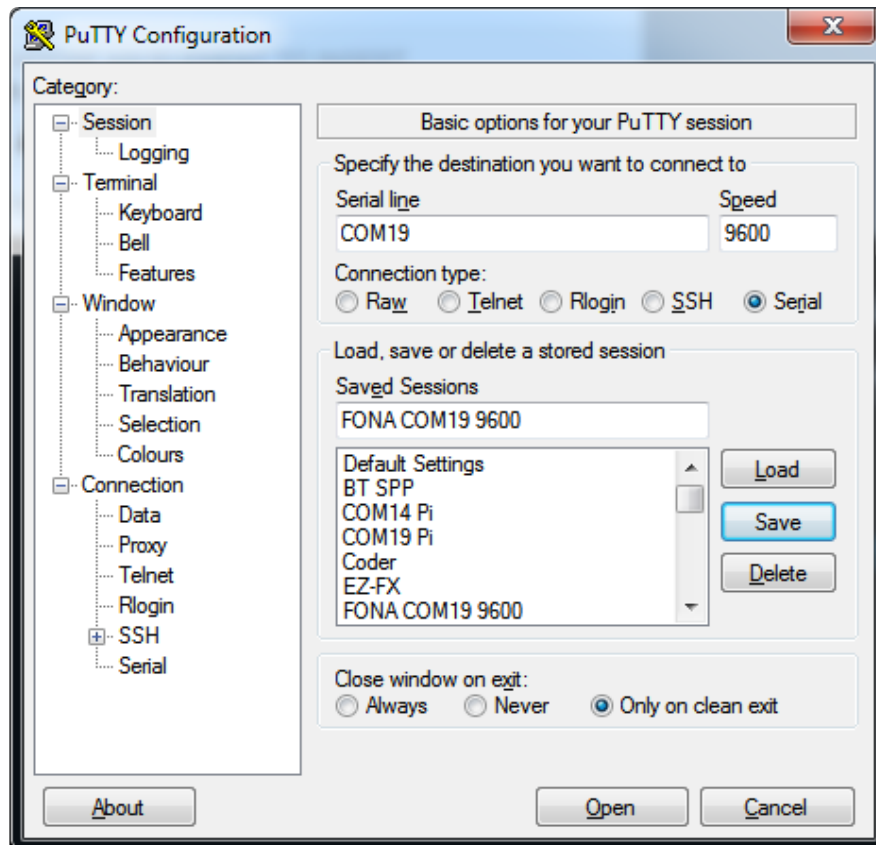 PuTTY Configuration
X
Category:
Session
Logging
Terminal
Keyboard
Bell
Features
Window
Appearance
Behaviour
Translation
Selection
Colours
Connection
Data
Proxy
Telnet
Rlogin
SSH
Serial
Basic options for your PuTTY session
Specify the destination you want to connect to
Serial line Speed
COM19 9600
Connection type:
Raw Telnet Rlogin SSH Serial
Load, save or delete a stored session
Saved Sessions
FONA COM19 9600
Default Settings
BT SPP
COM14 Pi
COM19 Pi
Coder
EZ-FX
FONA COM19 9600
Load
Save
Delete
Close window on exit:
Always Never Only on clean exit
About Open Cancel